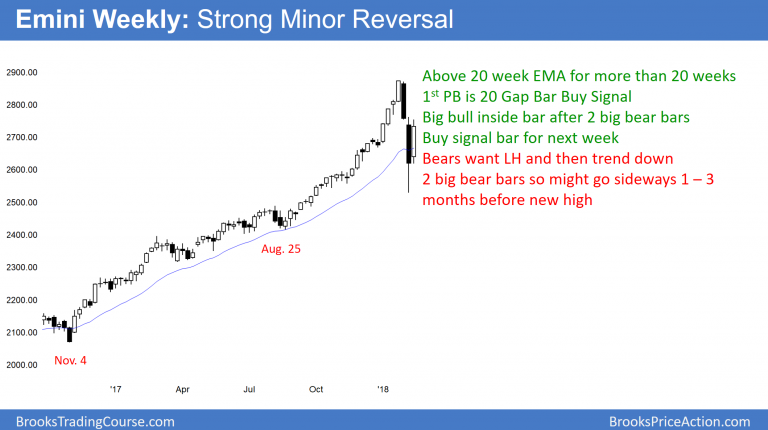 Emini Weekly: Strong Minor Reversal
Above 20 week EMA for more than 20 weeks
1st PB is 20 Gap Bar Buy Signal
Big bull inside bar after 2 big bear bars
Buy signal bar for next week
Bears want LH and then trend down
2 big bear bars so might go sideways 1 – 3
months before new high
2900.00
2800.00
2700.00
2600.00
2500.00
2400.00
2300.00
2200.00
2100.00
2000.00
Aug. 25
Nov. 4
'17 Apr Jul Oct '18
BrooksTradingCourse.com
BrooksPriceAction.com